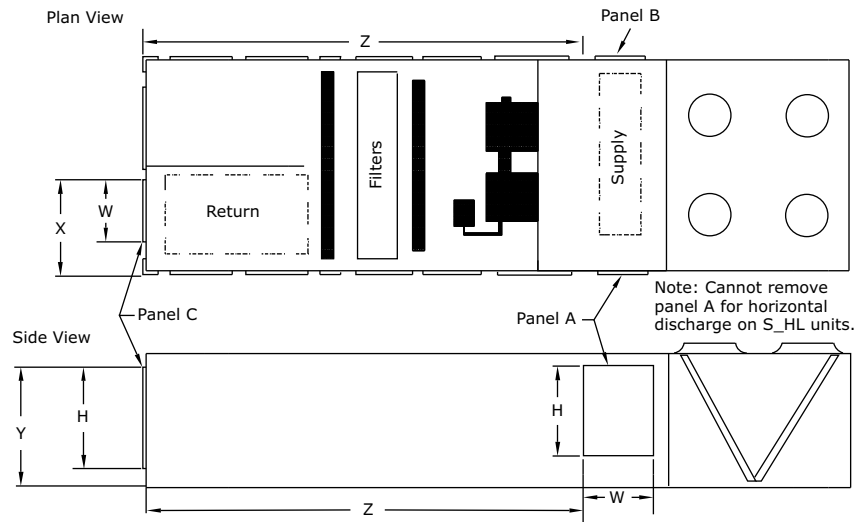 Plan View
Panel B
Z
Supply
Filters
Return
W
X
Panel C
Panel A
Note: Cannot remove
panel A for horizontal
discharge on S_HL units.
Side View
H
H
Y
Z
W